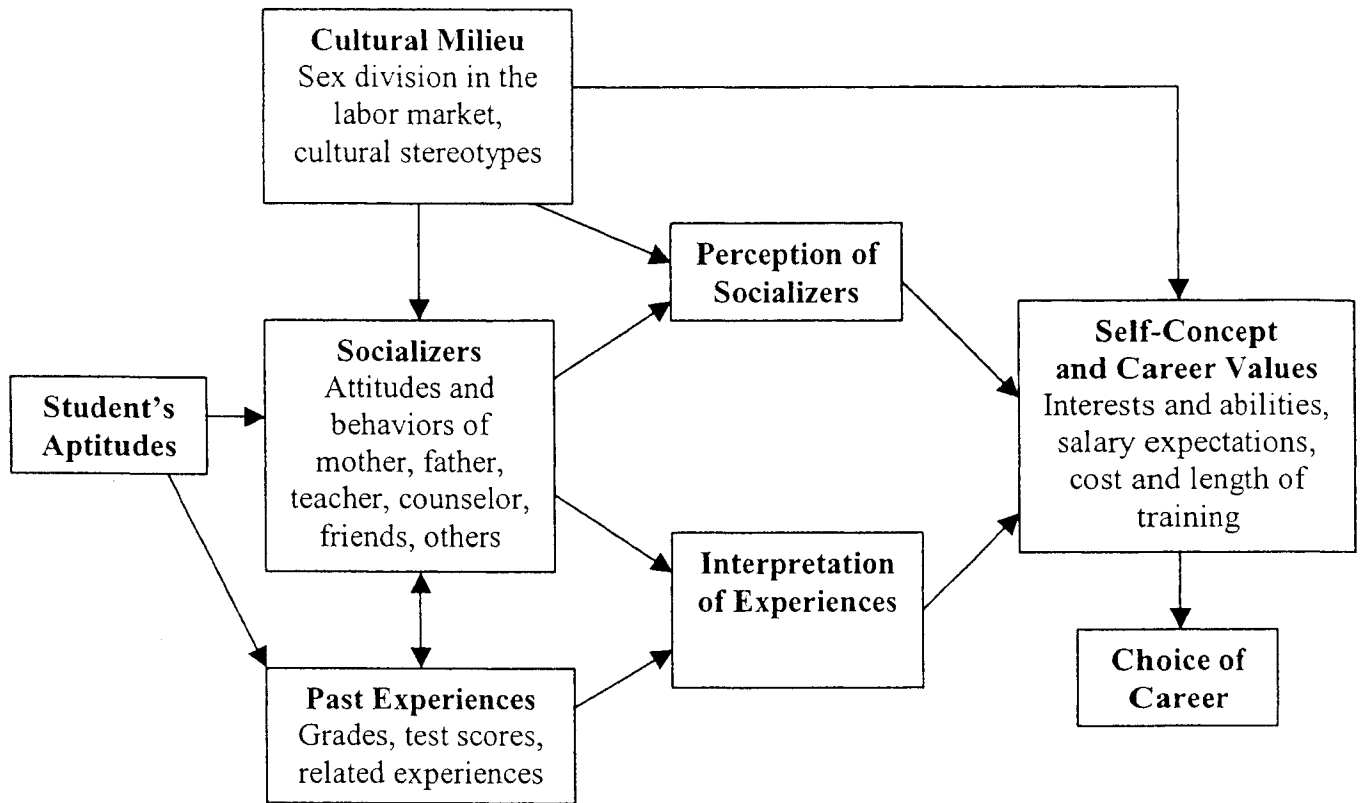 Cultural Milieu
Sex division in the
labor market,
cultural stereotypes
Perception of
Socializers
Socializers
Attitudes and
behaviors of
mother, father,
teacher, counselor,
friends, others
Student's
Aptitudes
Self-Concept
and Career Values
Interests and abilities,
salary expectations,
cost and length of
training
Interpretation
of Experiences
Past Experiences
Grades, test scores,
related experiences
Choice of
Career